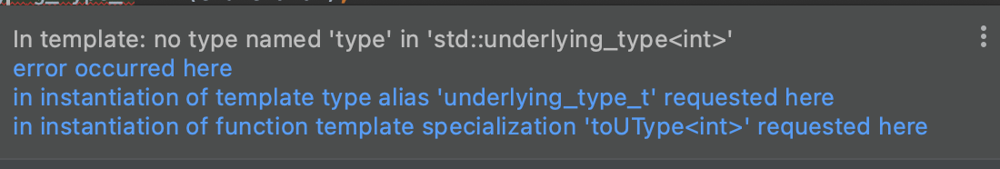 In template: no type named 'type' in 'std::underlying_type<int>'
error occurred here
in instantiation of template type alias 'underlying_type_t' requested here
in instantiation of function template specialization 'toUType<int>' requested here